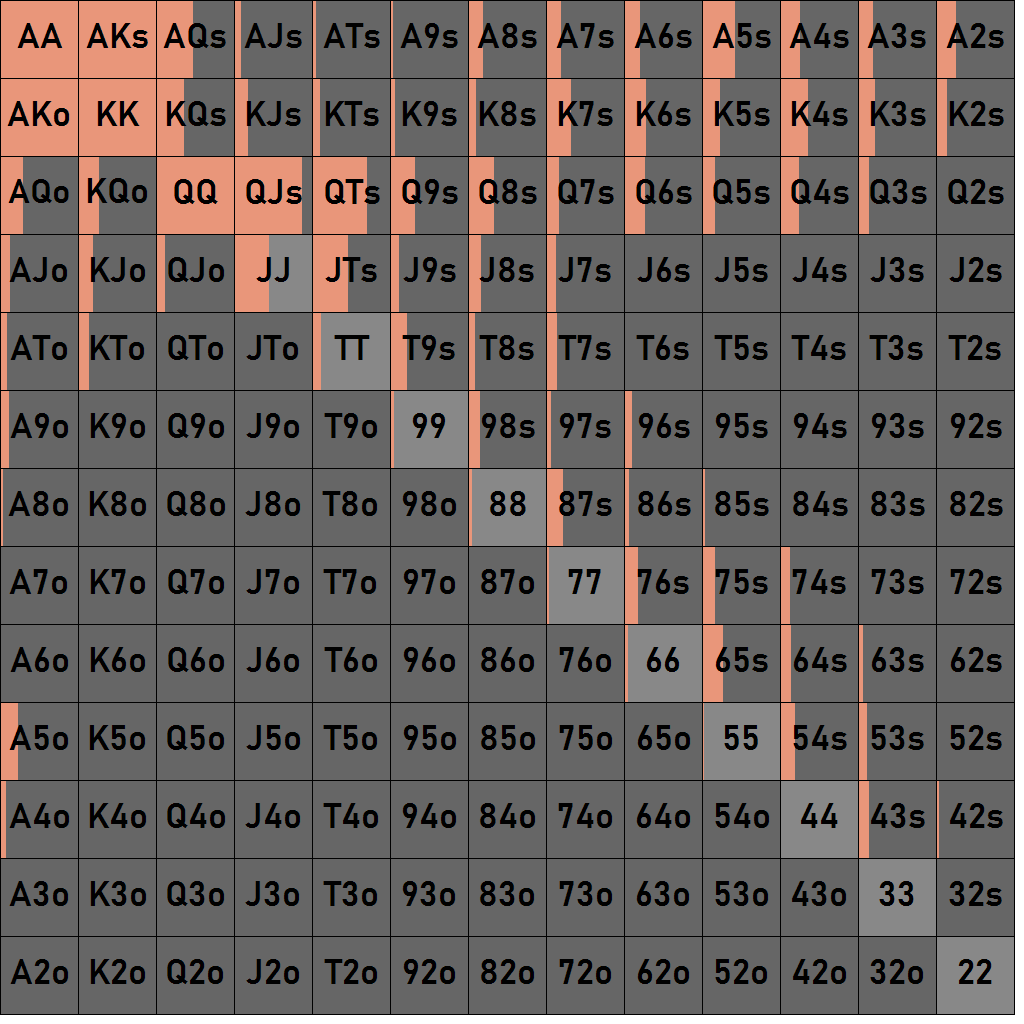 AA AKs AQs AJs ATs A9s A8s A7s A6s A5s A4s A3s A2s
AKo KK KQs KJs KTs K9s K8s K7s K6s K5s K4s K3s K2s
AQo KQo QQ QJs QTs Q9s Q8s Q7s Q6s Q5s Q4s Q3s Q2s
AJo KJo QJo JJ JTs J9s J8s J7s J6s J5s J4s J3s J2s
ATo KTo QTo JTo TT T9s T8s T7s T6s T5s T4s T3s T2s
A9o K9o Q9o J9o T9o 99 98s 97s 96s 95s 94s 93s 92s
A8o K8o Q8o J8o T8o 98o 88 87s 86s 85s 84s 83s 82s
A7o K7o Q7o J7o T7o 97o 87o 77 76s 75s 74s 73s 72s
A6o K6o Q6o J6o T6o 96o 86o 76o 66 65s 64s 63s 62s
A5o K5o Q5o J5o T5o 95o 85o 75o 65o 55 54s 53s 52s
A4o K4o Q4o J4o T4o 94o 84o 74o 64o 54o 44 43s 42s
A3o K3o Q3o J3o T3o 93o 83o 73o 63o 53o 43o 33 32s
A2o K2o Q2o J2o T2o 92o 82o 72o 62o 52o 42o 32o 22